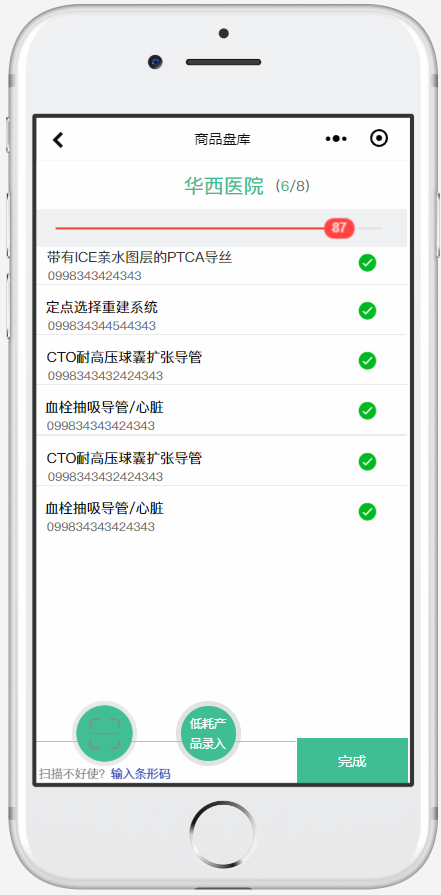 商品盘库
华西医院 (6/8)
87
带有ICE亲水图层的PTCA导丝
0998343424343
定点选择重建系统
099834344544343
CTO耐高压球囊扩张导管
0998343432424343
血栓抽吸导管/心脏
099834343424343
CTO耐高压球囊扩张导管
0998343432424343
血栓抽吸导管/心脏
099834343424343
低耗产
品录入
扫描不好使? 输入条形码
完成